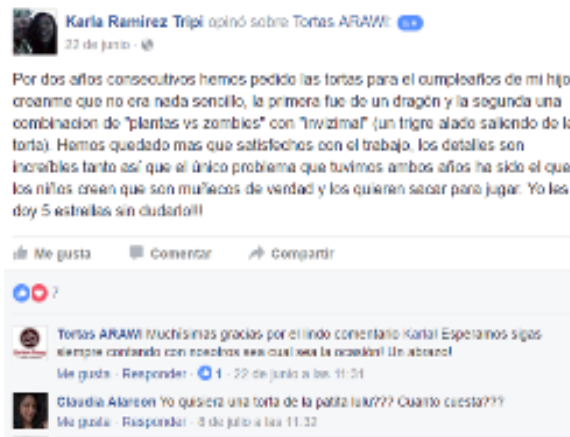 Karla Ramirez Tripi opinó sobre Tortas ARAWI: 5★
22 de junio ·
Por dos años consecutivos hemos pedido las tortas para el cumpleaños de mi hijo
creanme que no era nada sencillo, la primera fue de un dragón y la segunda una
combinacion de "plantas vs zombies" con "invizimal" (un trigre alado saliendo de la
torta). Hemos quedado mas que satisfechos con el trabajo, los detalles son
increíbles tanto así que el único problema que tuvimos ambos años ha sido el que
los niños creen que son muñecos de verdad y los quieren sacar para jugar. Yo les
doy 5 estrellas sin dudarlo!!!
Me gusta Comentar Compartir
7
Tortas ARAWI Muchísimas gracias por el lindo comentario Karla! Esperamos sigas
siempre contando con nosotros sea cual sea la ocasión! Un abrazo!
Me gusta · Responder · 1 · 22 de junio a las 11:31
Claudia Alarcon Yo quisiera una torta de la patita lulu??? Cuanto cuesta???
Me gusta · Responder · 8 de julio a las 11:32